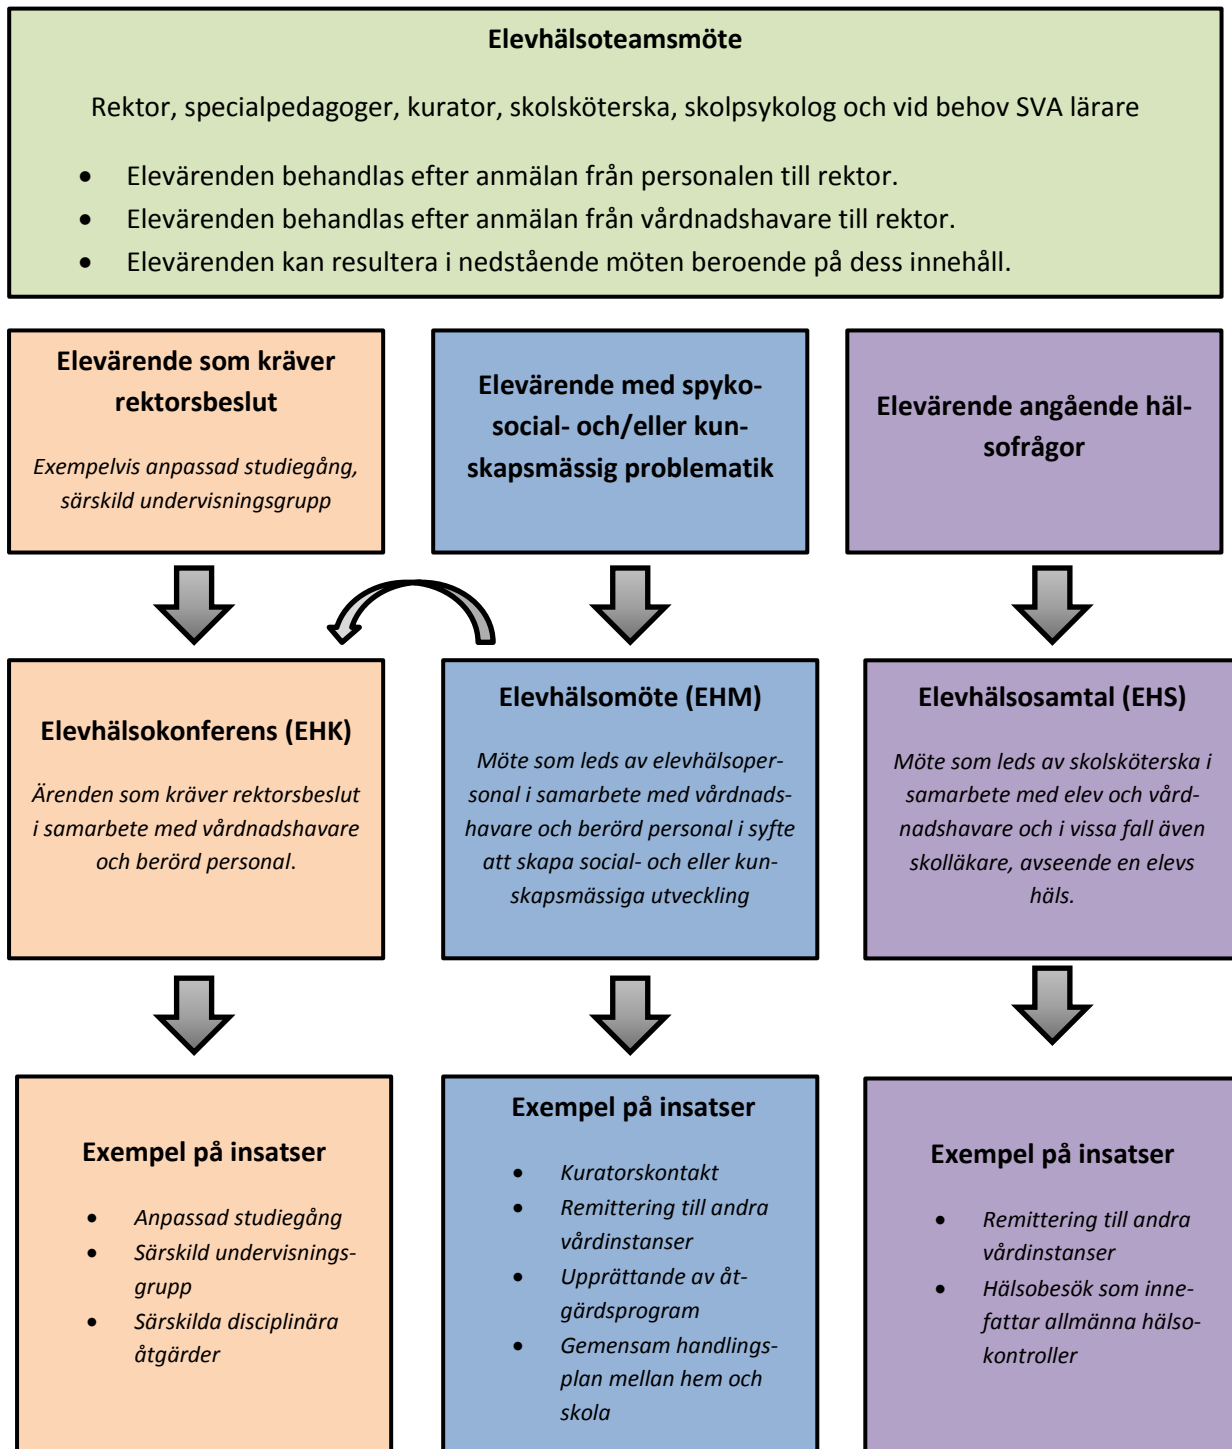 Elevhälsoteamsmöte
Rektor, specialpedagoger, kurator, skolsköterska, skolpsykolog och vid behov SVA lärare
• Elevärenden behandlas efter anmälan från personalen till rektor.
• Elevärenden behandlas efter anmälan från vårdnadshavare till rektor.
• Elevärenden kan resultera i nedstående möten beroende på dess innehåll.
Elevärende som kräver
rektorsbeslut
Exempelvis anpassad studiegång,
särskild undervisningsgrupp
Elevärende med spyko-
social- och/eller kun-
skapsmässig problematik
Elevärende angående häl-
sofrågor
Elevhälsokonferens (EHK)
Ärenden som kräver rektorsbeslut
i samarbete med vårdnadshavare
och berörd personal.
Elevhälsomöte (EHM)
Möte som leds av elevhälsoper-
sonal i samarbete med vårdnads-
havare och berörd personal i syfte
att skapa social- och eller kun-
skapsmässiga utveckling
Elevhälsosamtal (EHS)
Möte som leds av skolsköterska i
samarbete med elev och vård-
nadshavare och i vissa fall även
skolläkare, avseende en elevs
häls.
Exempel på insatser
• Anpassad studiegång
• Särskild undervisnings-
grupp
• Särskilda disciplinära
åtgärder
Exempel på insatser
• Kuratorskontakt
• Remittering till andra
vårdinstanser
• Upprättande av åt-
gärdsprogram
• Gemensam handlings-
plan mellan hem och
skola
Exempel på insatser
• Remittering till andra
vårdinstanser
• Hälsobesök som inne-
fattar allmänna hälso-
kontroller